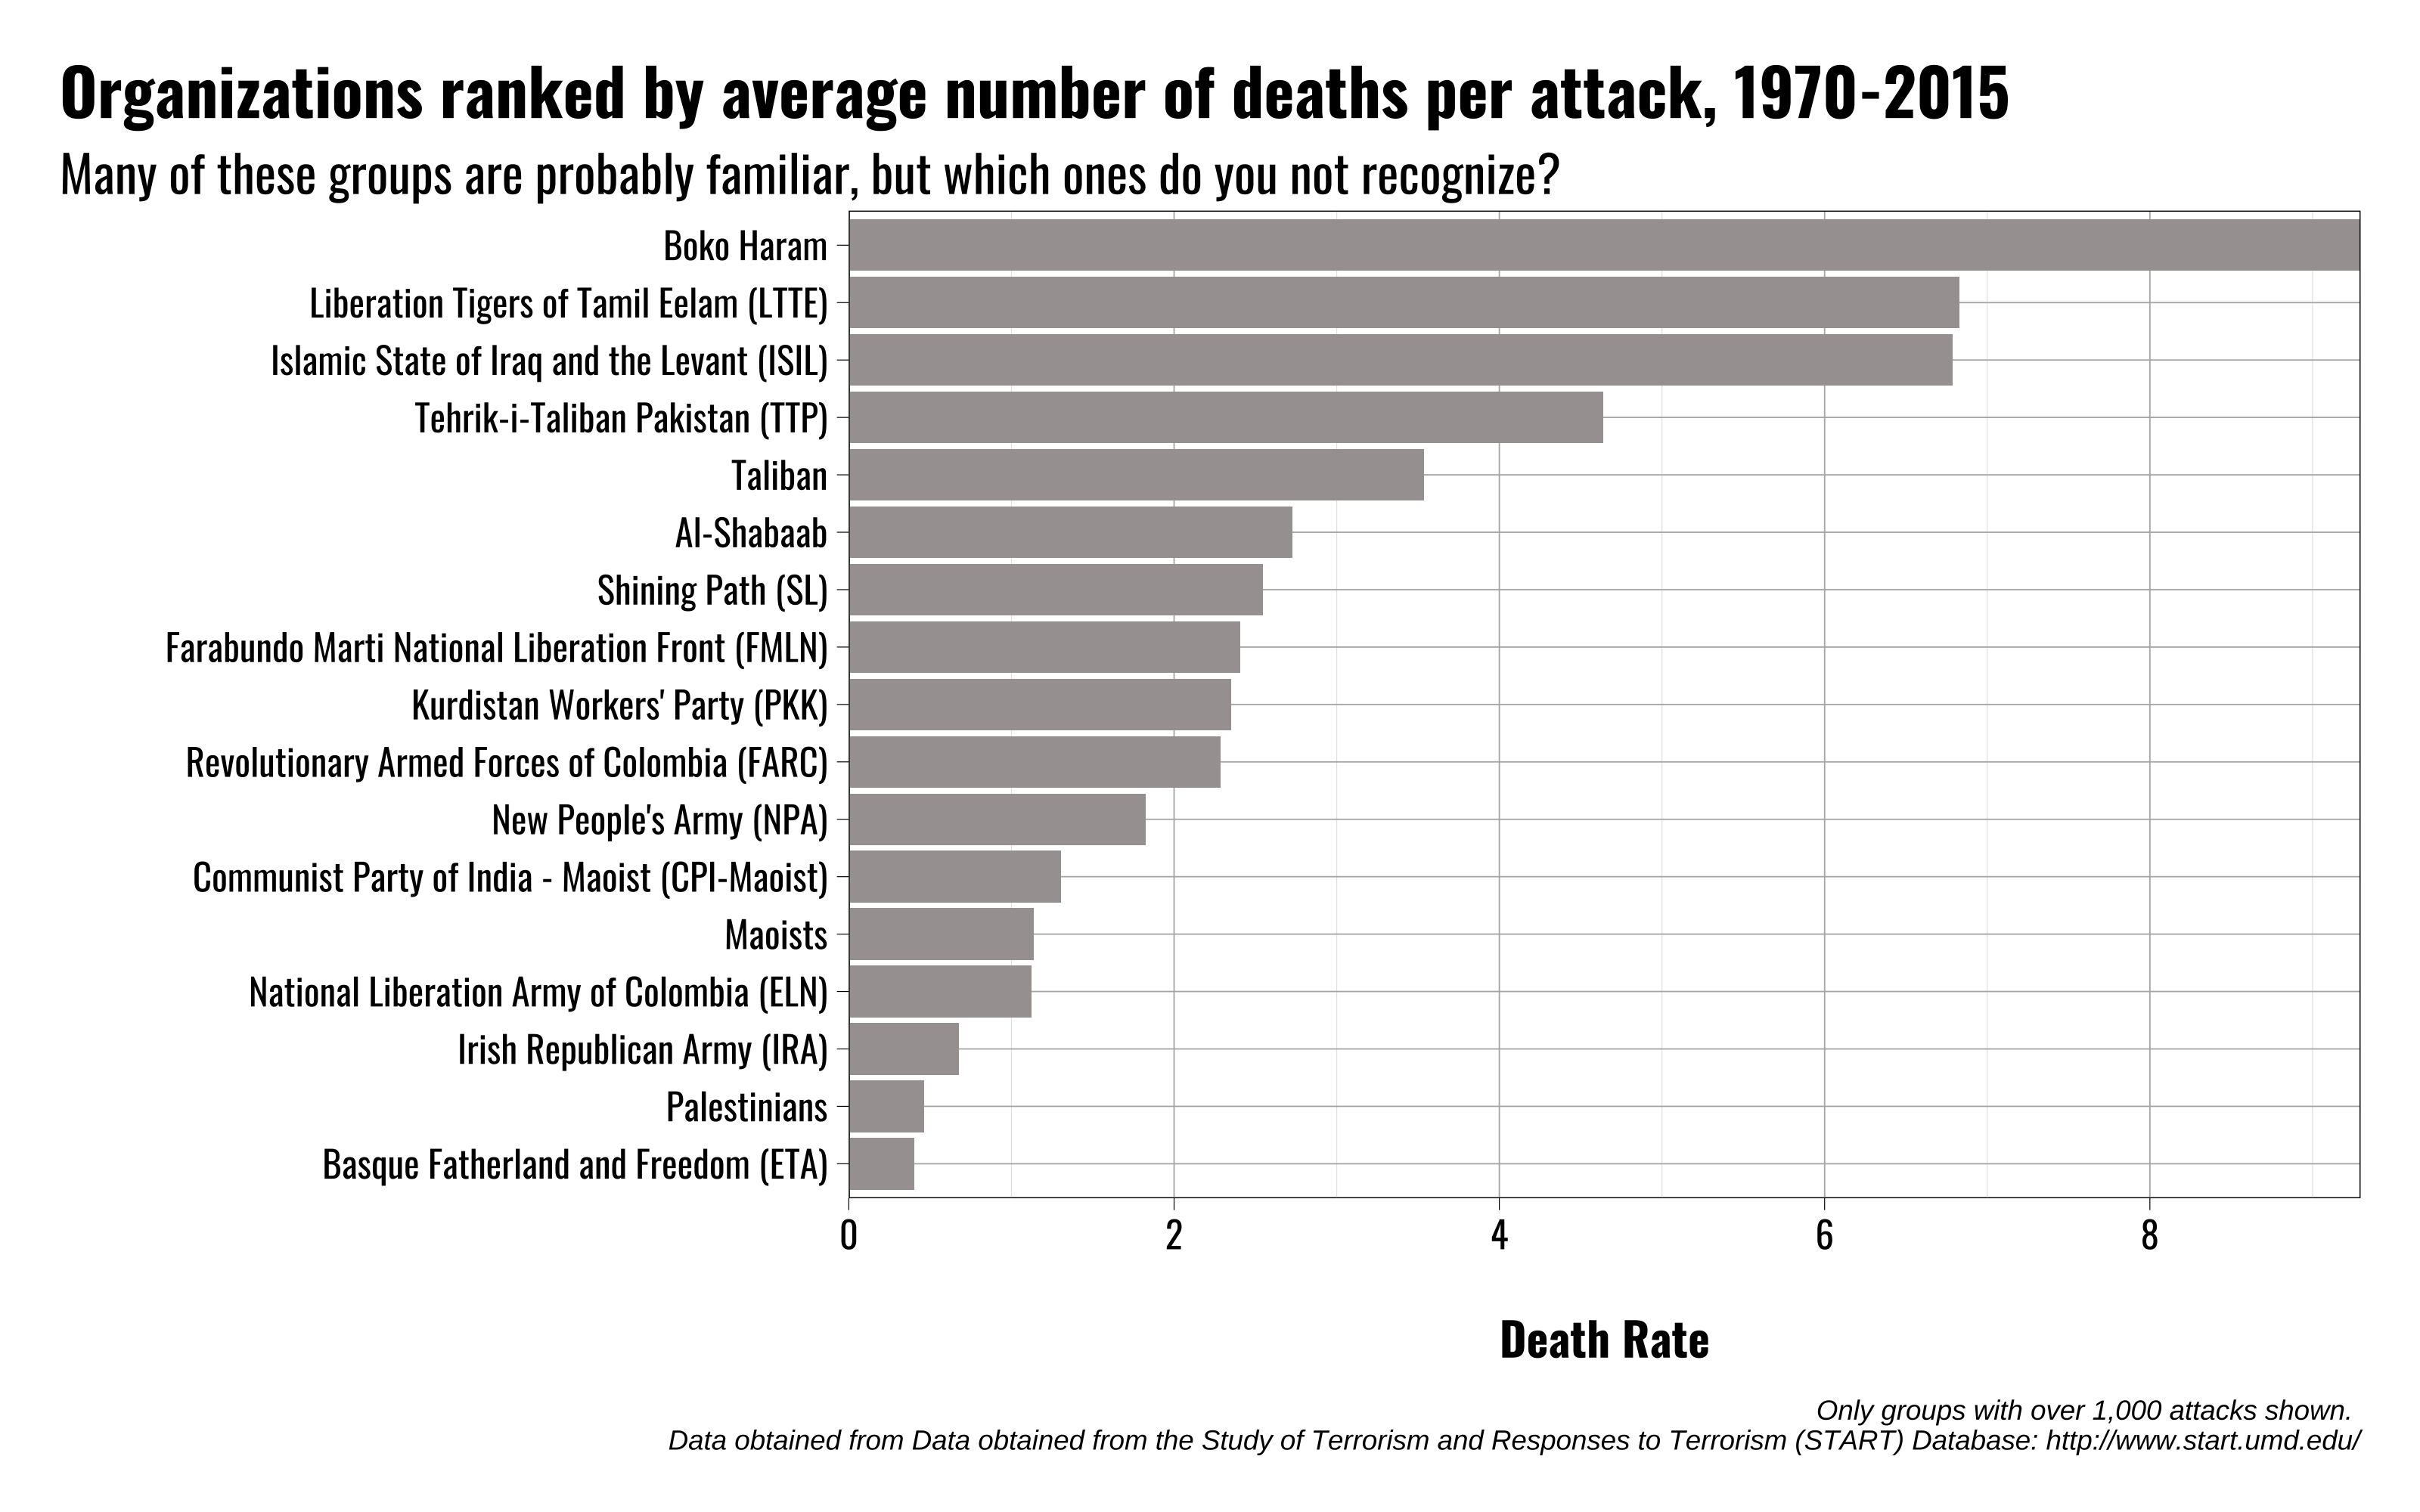 Organizations ranked by average number of deaths per attack, 1970-2015
Many of these groups are probably familiar, but which ones do you not recognize?
Boko Haram
Liberation Tigers of Tamil Eelam (LTTE)
Islamic State of Iraq and the Levant (ISIL)
Tehrik-i-Taliban Pakistan (TTP)
Taliban
Al-Shabaab
Shining Path (SL)
Farabundo Marti National Liberation Front (FMLN)
Kurdistan Workers' Party (PKK)
Revolutionary Armed Forces of Colombia (FARC)
New People's Army (NPA)
Communist Party of India - Maoist (CPI-Maoist)
Maoists
National Liberation Army of Colombia (ELN)
Irish Republican Army (IRA)
Palestinians
Basque Fatherland and Freedom (ETA)
0 2 4 6 8
Death Rate
Only groups with over 1,000 attacks shown.
Data obtained from Data obtained from the Study of Terrorism and Responses to Terrorism (START) Database: http://www.start.umd.edu/